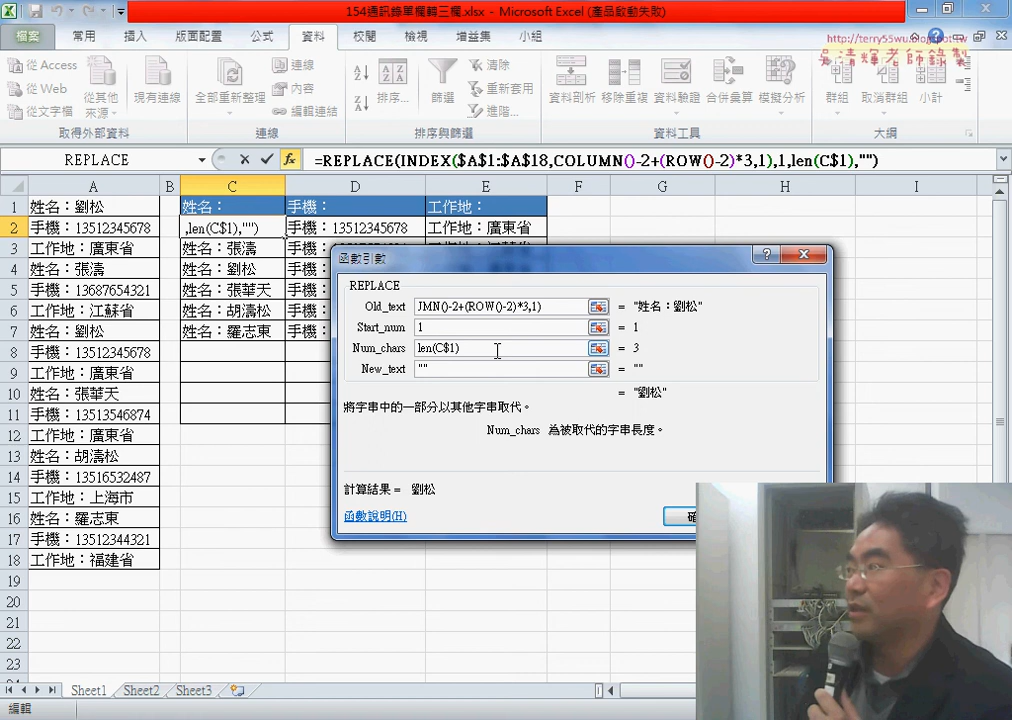 154通訊錄單欄轉三欄.xlsx - Microsoft Excel (產品啟動失敗)
檔案 常用 插入 版面配置 公式 資料 校閱 檢視 增益集 小組
http://terry55wu.blogspot.tw
吳清輝老師錄製
從 Access
從 Web
從文字檔
從其他來源
現有連線
全部重新整理
連線
內容
編輯連結
排序...
篩選
清除
重新套用
進階...
資料剖析 移除重複 資料驗證 合併彙算 模擬分析
群組 取消群組 小計
取得外部資料 連線 排序與篩選 資料工具 大綱
REPLACE fx =REPLACE(INDEX($A$1:$A$18,COLUMN()-2+(ROW()-2)*3,1),1,len(C$1),"")
A B C D E F G H I
1 姓名：劉松 姓名： 手機： 工作地：
2 手機：13512345678 ,len(C$1),"") 手機：13512345678 工作地：廣東省
3 工作地：廣東省 姓名：張濤
4 姓名：張濤 姓名：劉松 手機：
5 手機：13687654321 姓名：張華天 手機：
6 工作地：江蘇省 姓名：胡濤松 手機：
7 姓名：劉松 姓名：羅志東 手機：
8 手機：13512345678
9 工作地：廣東省
10 姓名：張華天
11 手機：13513546874
12 工作地：廣東省
13 姓名：胡濤松
14 手機：13516532487
15 工作地：上海市
16 姓名：羅志東
17 手機：13512344321
18 工作地：福建省
19
20
21
22
23
函數引數
REPLACE
Old_text JMN()-2+(ROW()-2)*3,1) = "姓名：劉松"
Start_num 1 = 1
Num_chars len(C$1) = 3
New_text "" = ""
= "劉松"
將字串中的一部分以其他字串取代。
Num_chars 為被取代的字串長度。
計算結果 = 劉松
函數說明(H)
Sheet1 Sheet2 Sheet3
編輯